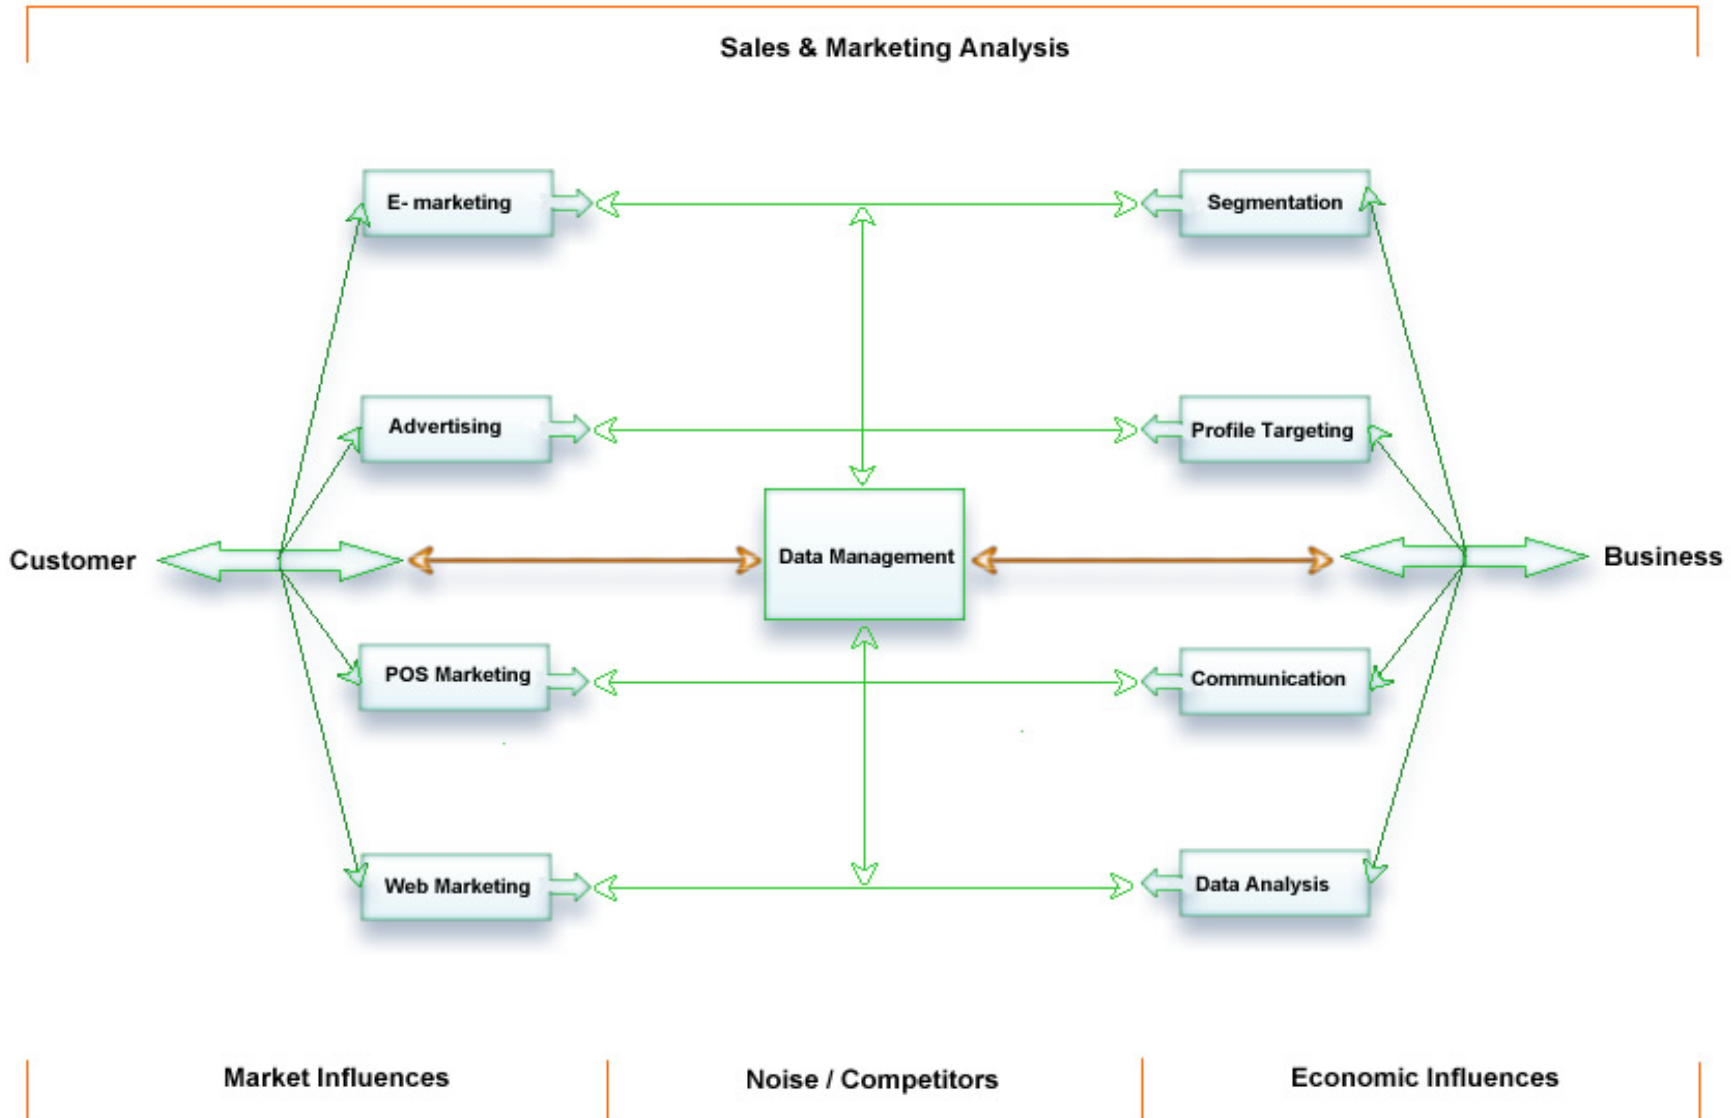 Sales & Marketing Analysis
E- marketing
Segmentation
Advertising
Profile Targeting
Customer
Data Management
Business
POS Marketing
Communication
Web Marketing
Data Analysis
Market Influences
Noise / Competitors
Economic Influences